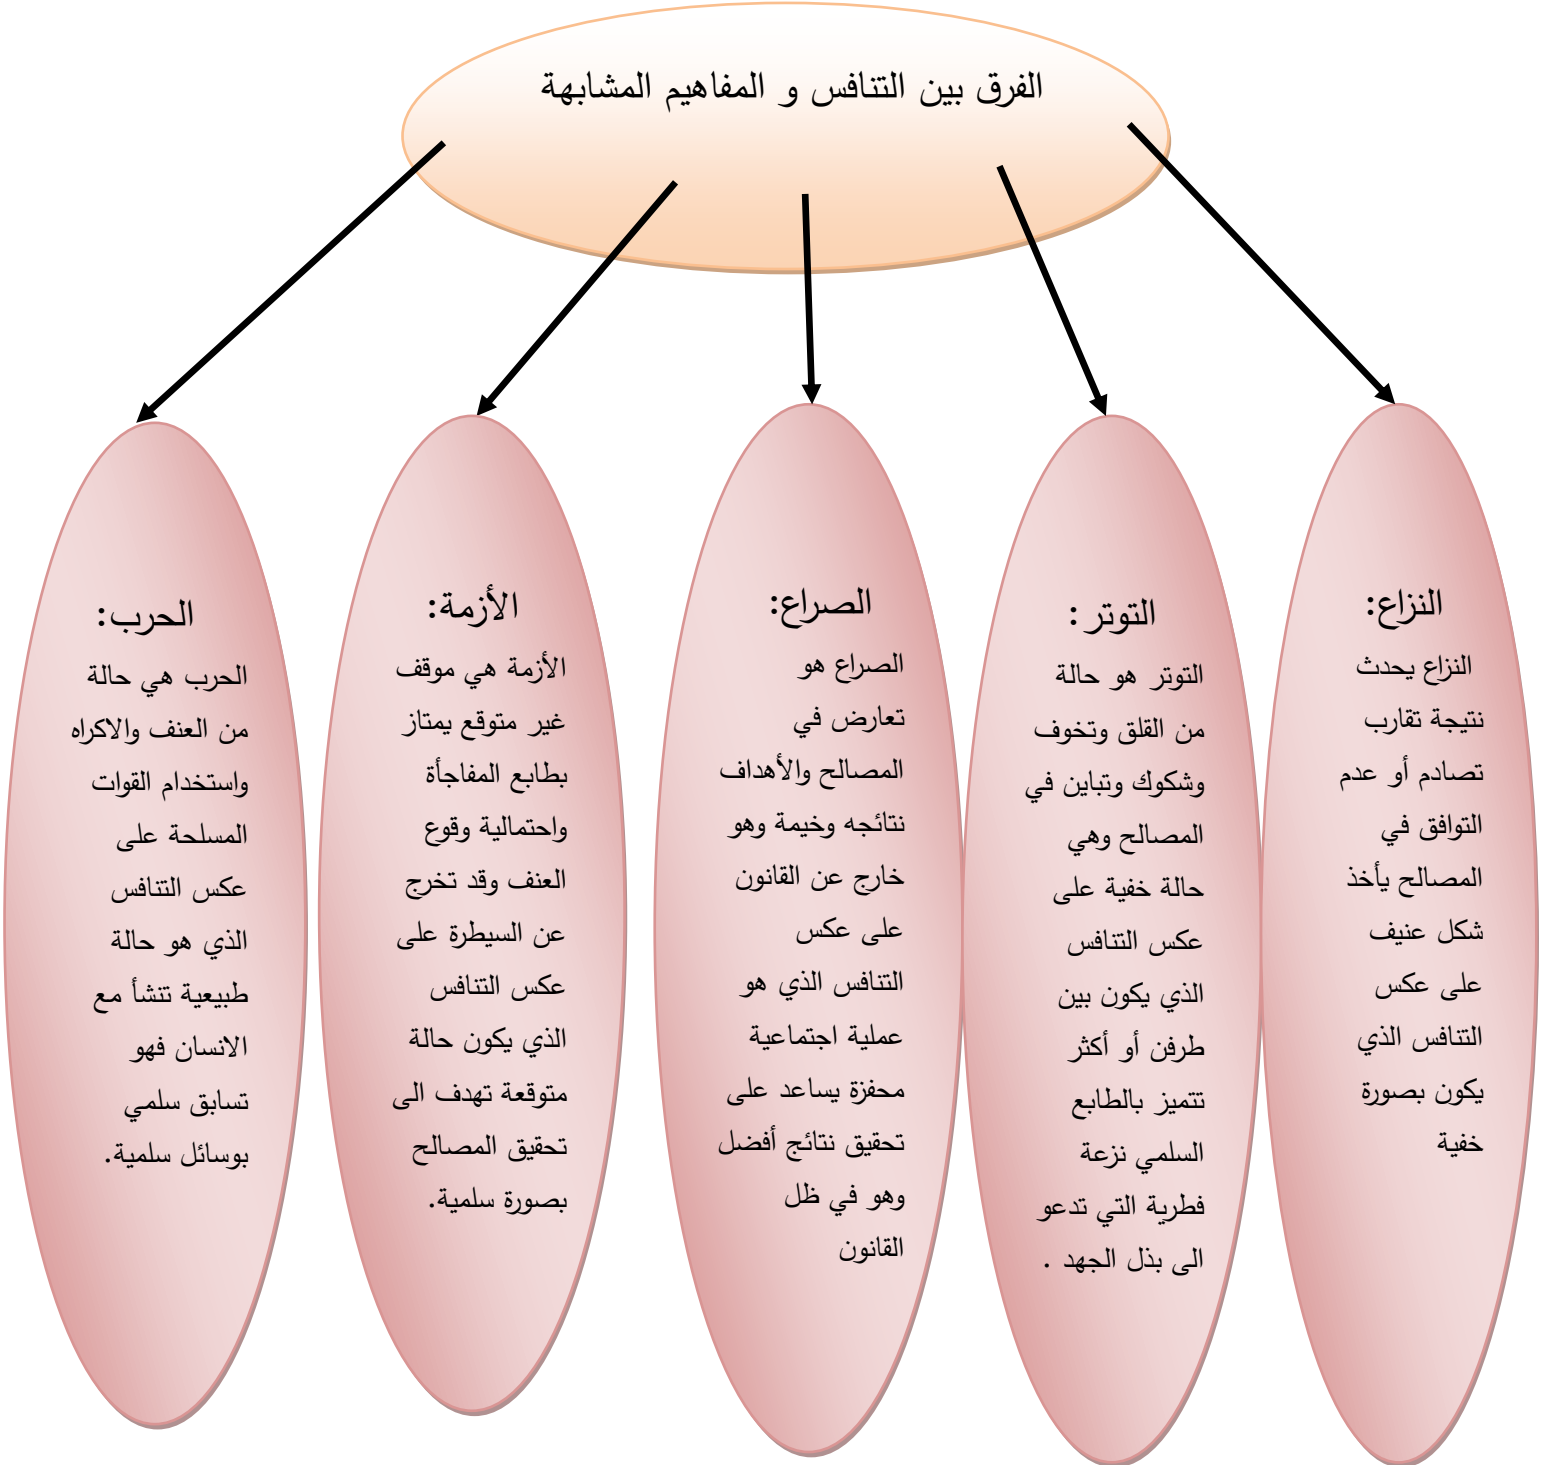 الفرق بين التنافس و المفاهيم المشابهة
النزاع:
النزاع يحدث
نتيجة تقارب
تصادم أو عدم
التوافق في
المصالح يأخذ
شكل عنيف
على عكس
التنافس الذي
يكون بصورة
خفية
التوتر :
التوتر هو حالة
من القلق وتخوف
وشكوك وتباين في
المصالح وهي
حالة خفية على
عكس التنافس
الذي يكون بين
طرفن أو أكثر
تتميز بالطابع
السلمي نزعة
فطرية التي تدعو
الى بذل الجهد .
الصراع:
الصراع هو
تعارض في
المصالح والأهداف
نتائجه وخيمة وهو
خارج عن القانون
على عكس
التنافس الذي هو
عملية اجتماعية
محفزة يساعد على
تحقيق نتائج أفضل
وهو في ظل
القانون
الأزمة:
الأزمة هي موقف
غير متوقع يمتاز
بطابع المفاجأة
واحتمالية وقوع
العنف وقد تخرج
عن السيطرة على
عكس التنافس
الذي يكون حالة
متوقعة تهدف الى
تحقيق المصالح
بصورة سلمية.
الحرب:
الحرب هي حالة
من العنف والاكراه
واستخدام القوات
المسلحة على
عكس التنافس
الذي هو حالة
طبيعية تنشأ مع
الانسان فهو
تسابق سلمي
بوسائل سلمية.